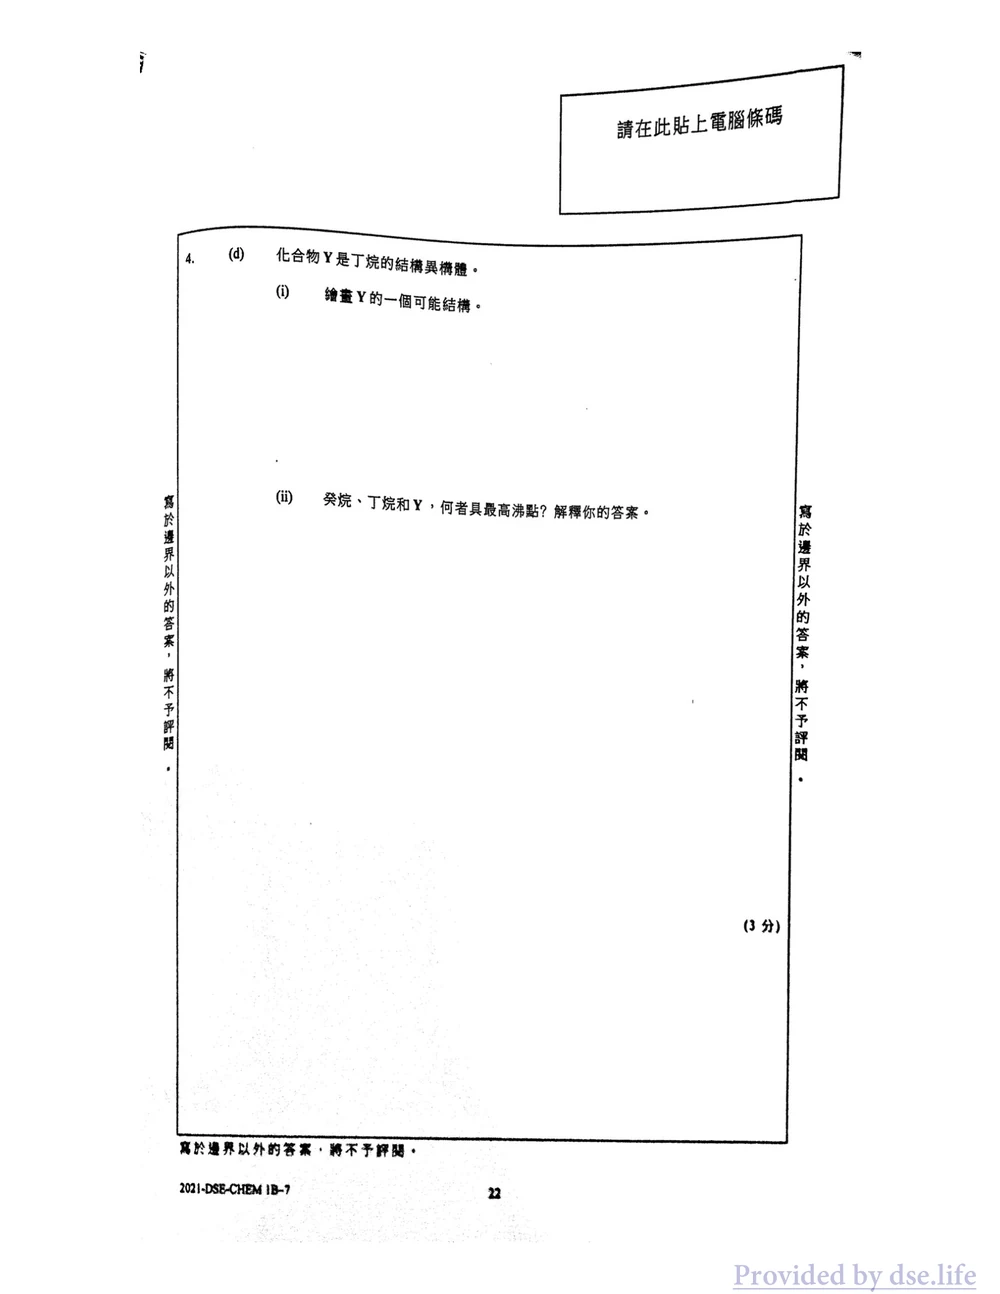 請在此貼上電腦條碼
4. (d) 化合物 Y 是丁烷的結構異構體。
(i) 繪畫 Y 的一個可能結構。
(ii) 癸烷、丁烷和 Y，何者具最高沸點？解釋你的答案。
寫於邊界以外的答案，將不予評閱。
寫於邊界以外的答案，將不予評閱。
(3 分)
寫於邊界以外的答案，將不予評閱。
2021-DSE-CHEM 1B–7
22
Provided by dse.life